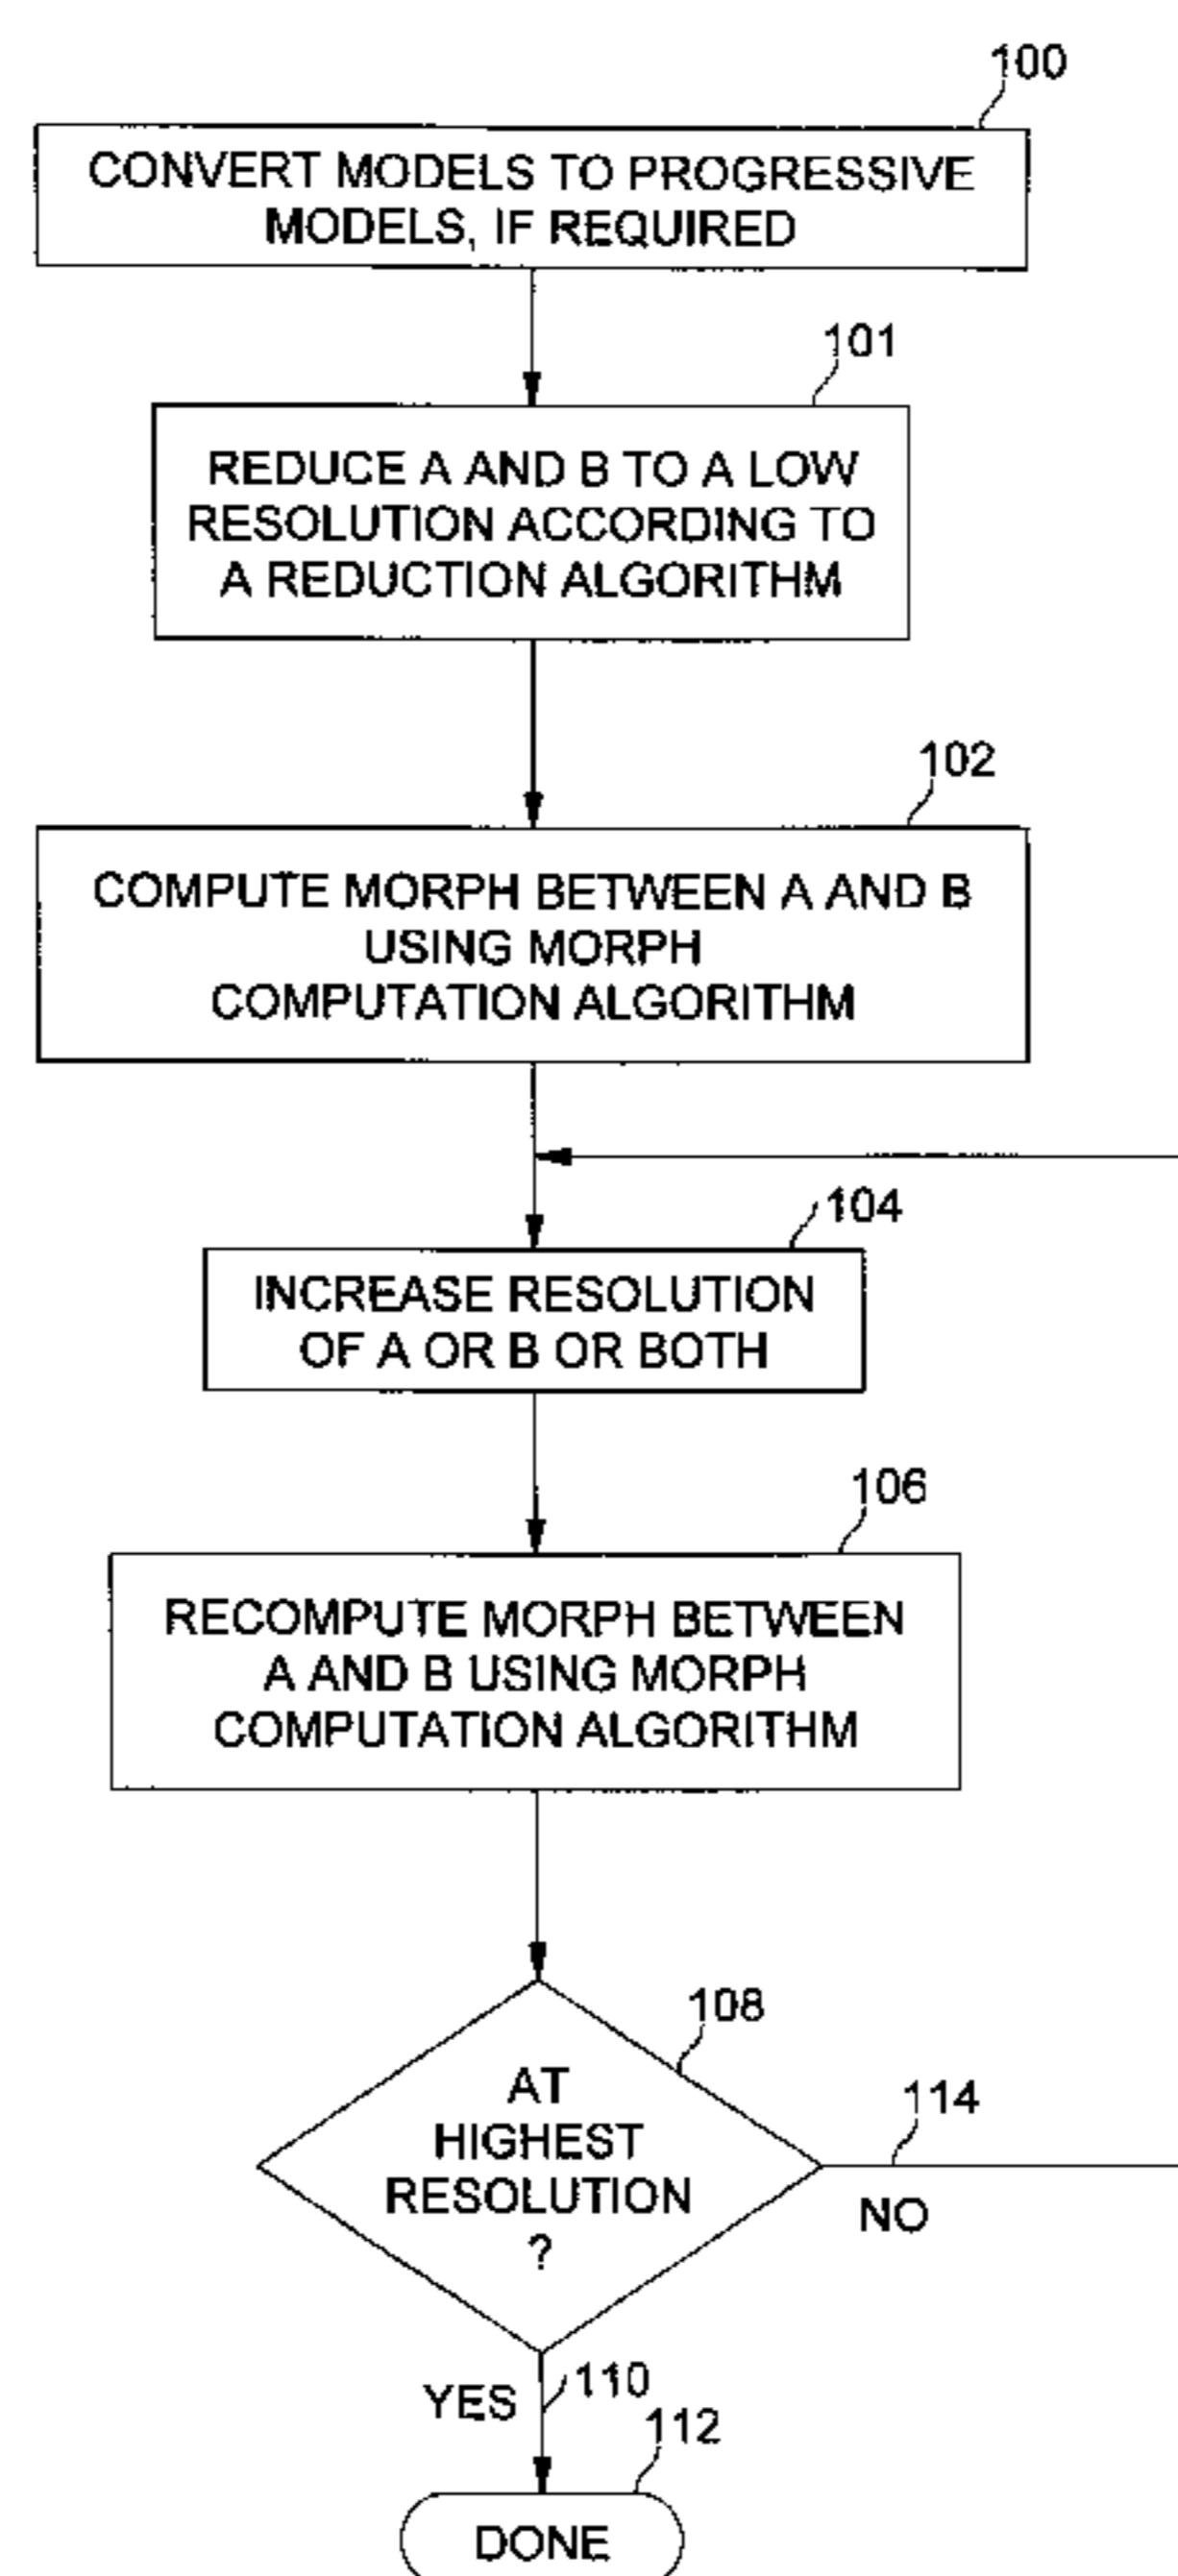 100
CONVERT MODELS TO PROGRESSIVE
MODELS, IF REQUIRED
101
REDUCE A AND B TO A LOW
RESOLUTION ACCORDING TO
A REDUCTION ALGORITHM
102
COMPUTE MORPH BETWEEN A AND B
USING MORPH
COMPUTATION ALGORITHM
104
INCREASE RESOLUTION
OF A OR B OR BOTH
106
RECOMPUTE MORPH BETWEEN
A AND B USING MORPH
COMPUTATION ALGORITHM
108
AT
HIGHEST
RESOLUTION
?
114
NO
YES
110
112
DONE